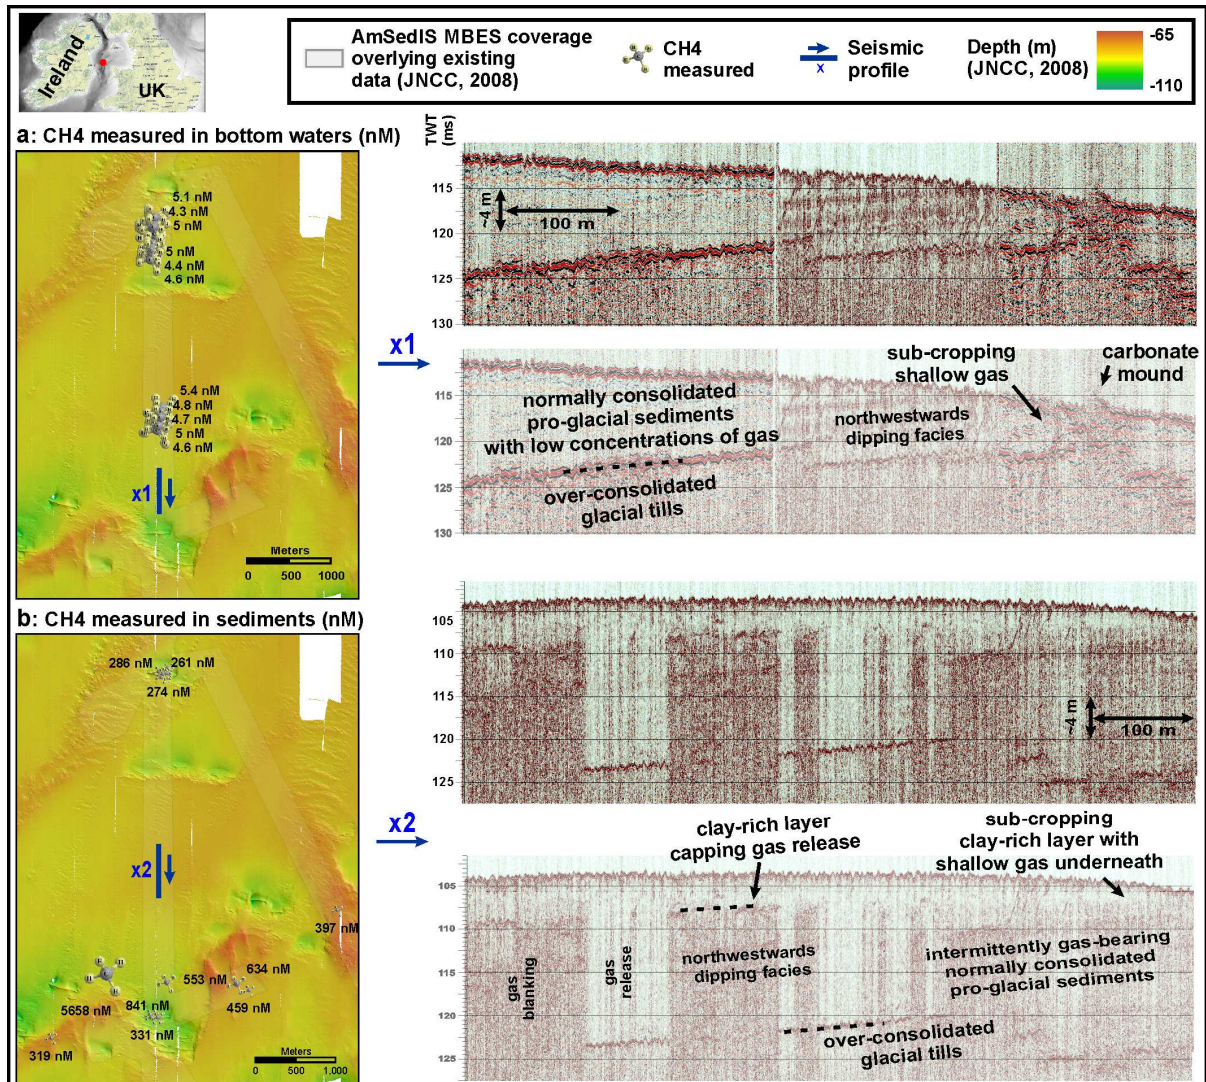 Ireland
UK
AmSedIS MBES coverage
overlying existing
data (JNCC, 2008)
CH4
measured
x
Seismic
profile
Depth (m)
(JNCC, 2008)
-65
-110
a: CH4 measured in bottom waters (nM)
5.1 nM
4.3 nM
5 nM
5 nM
4.4 nM
4.6 nM
5.4 nM
4.8 nM
4.7 nM
5 nM
4.6 nM
x1
Meters
0 500 1000
x1
TWT
(ms)
115
120
125
130
~4 m
100 m
115
120
125
130
normally consolidated
pro-glacial sediments
with low concentrations of gas
over-consolidated
glacial tills
northwestwards
dipping facies
sub-cropping
shallow gas
carbonate
mound
b: CH4 measured in sediments (nM)
286 nM
261 nM
274 nM
x2
397 nM
634 nM
553 nM
459 nM
841 nM
5658 nM
331 nM
319 nM
Meters
0 500 1.000
x2
105
110
115
120
125
~4 m
100 m
105
110
115
120
125
clay-rich layer
capping gas release
sub-cropping
clay-rich layer with
shallow gas underneath
gas
blanking
gas
release
northwestwards
dipping facies
intermittently gas-bearing
normally consolidated
pro-glacial sediments
over-consolidated
glacial tills